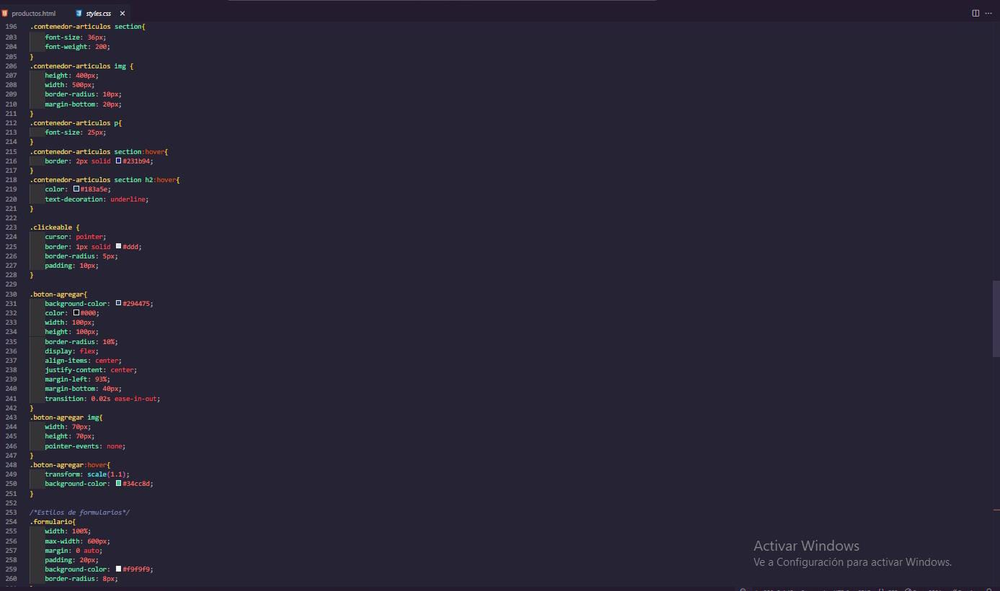 productos.html styles.css
196 .contenedor-articulos section{
203 font-size: 36px;
204 font-weight: 200;
205 }
206 .contenedor-articulos img {
207 height: 400px;
208 width: 500px;
209 border-radius: 10px;
210 margin-bottom: 20px;
211 }
212 .contenedor-articulos p{
213 font-size: 25px;
214 }
215 .contenedor-articulos section:hover{
216 border: 2px solid #231b94;
217 }
218 .contenedor-articulos section h2:hover{
219 color: #183a5e;
220 text-decoration: underline;
221 }
222
223 .clickeable {
224 cursor: pointer;
225 border: 1px solid #ddd;
226 border-radius: 5px;
227 padding: 10px;
228 }
229
230 .boton-agregar{
231 background-color: #294475;
232 color: #000;
233 width: 100px;
234 height: 100px;
235 border-radius: 10%;
236 display: flex;
237 align-items: center;
238 justify-content: center;
239 margin-left: 93%;
240 margin-bottom: 40px;
241 transition: 0.02s ease-in-out;
242 }
243 .boton-agregar img{
244 width: 70px;
245 height: 70px;
246 pointer-events: none;
247 }
248 .boton-agregar:hover{
249 transform: scale(1.1);
250 background-color: #34cc8d;
251 }
252
253 /*Estilos de formularios*/
254 .formulario{
255 width: 100%;
256 max-width: 600px;
257 margin: 0 auto;
258 padding: 20px;
259 background-color: #f9f9f9;
260 border-radius: 8px;
Activar Windows
Ve a Configuración para activar Windows.